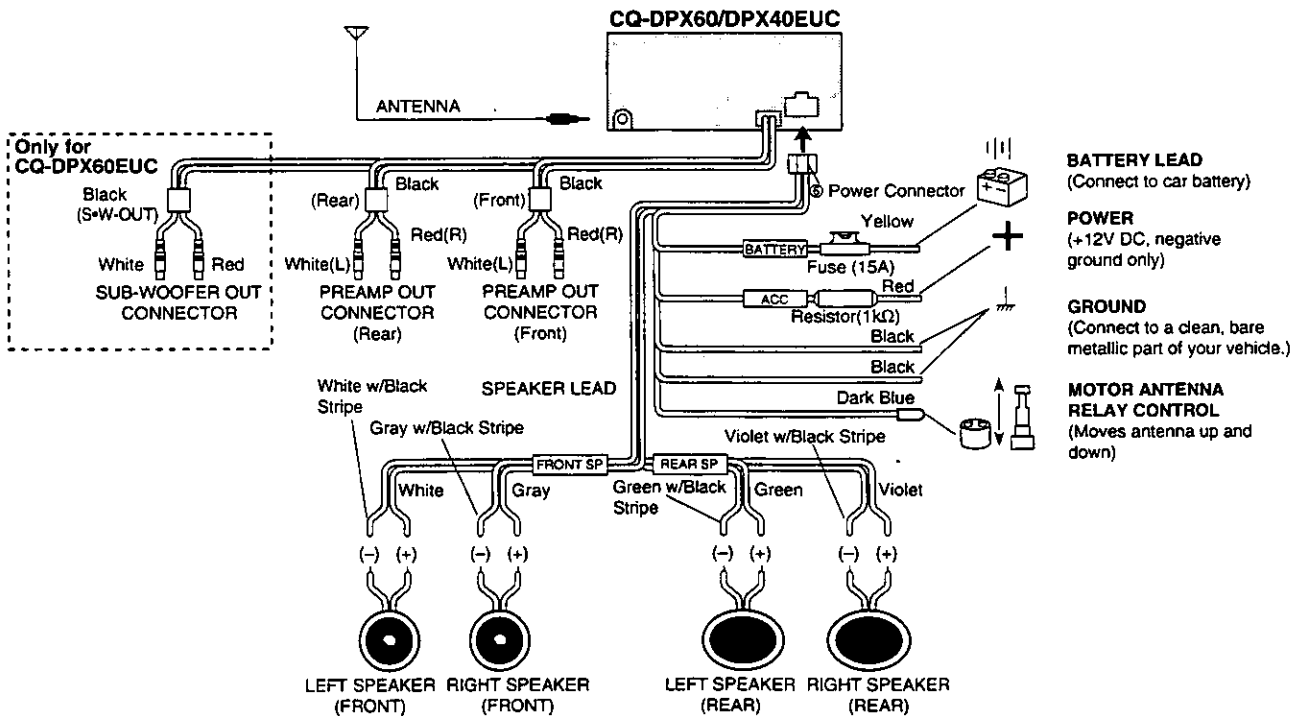 CQ-DPX60/DPX40EUC
ANTENNA
Only for
CQ-DPX60EUC
Black
(S•W-OUT)
White
Red
SUB-WOOFER OUT
CONNECTOR
(Rear)
Black
White(L)
Red(R)
PREAMP OUT
CONNECTOR
(Rear)
(Front)
Black
White(L)
Red(R)
PREAMP OUT
CONNECTOR
(Front)
Power Connector
Yellow
BATTERY
Fuse (15A)
Red
ACC
Resistor(1kΩ)
Black
Black
Dark Blue
BATTERY LEAD
(Connect to car battery)
POWER
(+12V DC, negative
ground only)
GROUND
(Connect to a clean, bare
metallic part of your vehicle.)
MOTOR ANTENNA
RELAY CONTROL
(Moves antenna up and
down)
SPEAKER LEAD
White w/Black
Stripe
Gray w/Black Stripe
Violet w/Black Stripe
FRONT SP
REAR SP
White
Gray
Green w/Black
Stripe
Green
Violet
(–) (+)
(–) (+)
(–) (+)
(–) (+)
LEFT SPEAKER
(FRONT)
RIGHT SPEAKER
(FRONT)
LEFT SPEAKER
(REAR)
RIGHT SPEAKER
(REAR)